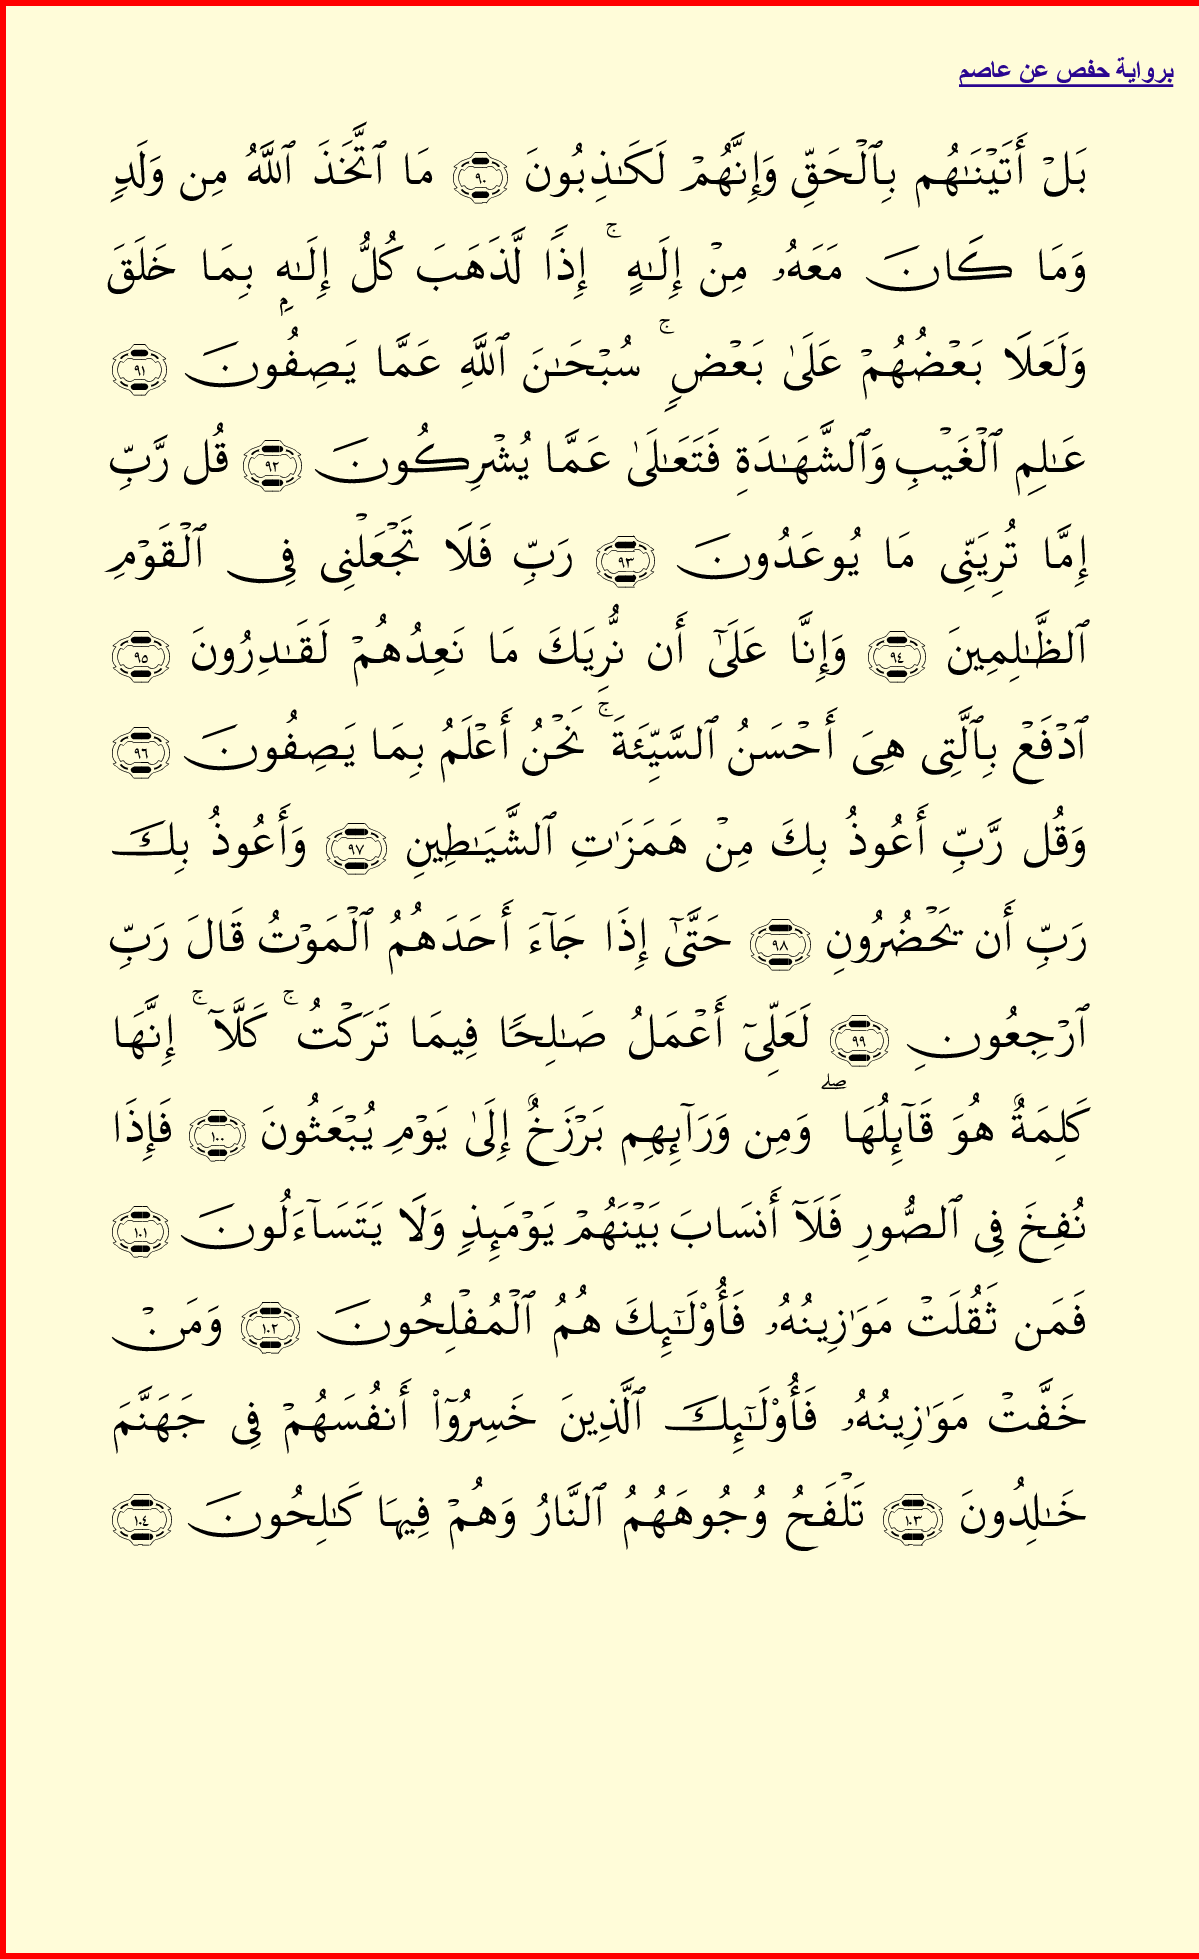 برواية حفص عن عاصم
بَلْ أَتَيْنَـٰهُم بِٱلْحَقِّ وَإِنَّهُمْ لَكَـٰذِبُونَ ٩٠ مَا ٱتَّخَذَ ٱللَّهُ مِن وَلَدٍ
وَمَا كَانَ مَعَهُۥ مِنْ إِلَـٰهٍ ۚ إِذًا لَّذَهَبَ كُلُّ إِلَـٰهٍۭ بِمَا خَلَقَ
وَلَعَلَا بَعْضُهُمْ عَلَىٰ بَعْضٍ ۚ سُبْحَـٰنَ ٱللَّهِ عَمَّا يَصِفُونَ ٩١
عَـٰلِمِ ٱلْغَيْبِ وَٱلشَّهَـٰدَةِ فَتَعَـٰلَىٰ عَمَّا يُشْرِكُونَ ٩٢ قُل رَّبِّ
إِمَّا تُرِيَنِّى مَا يُوعَدُونَ ٩٣ رَبِّ فَلَا تَجْعَلْنِى فِى ٱلْقَوْمِ
ٱلظَّـٰلِمِينَ ٩٤ وَإِنَّا عَلَىٰٓ أَن نُّرِيَكَ مَا نَعِدُهُمْ لَقَـٰدِرُونَ ٩٥
ٱدْفَعْ بِٱلَّتِى هِىَ أَحْسَنُ ٱلسَّيِّئَةَ ۚ نَحْنُ أَعْلَمُ بِمَا يَصِفُونَ ٩٦
وَقُل رَّبِّ أَعُوذُ بِكَ مِنْ هَمَزَٰتِ ٱلشَّيَـٰطِينِ ٩٧ وَأَعُوذُ بِكَ
رَبِّ أَن يَحْضُرُونِ ٩٨ حَتَّىٰٓ إِذَا جَآءَ أَحَدَهُمُ ٱلْمَوْتُ قَالَ رَبِّ
ٱرْجِعُونِ ٩٩ لَعَلِّىٓ أَعْمَلُ صَـٰلِحًا فِيمَا تَرَكْتُ ۚ كَلَّآ ۚ إِنَّهَا
كَلِمَةٌ هُوَ قَآئِلُهَا ۖ وَمِن وَرَآئِهِم بَرْزَخٌ إِلَىٰ يَوْمِ يُبْعَثُونَ ١٠٠ فَإِذَا
نُفِخَ فِى ٱلصُّورِ فَلَآ أَنسَابَ بَيْنَهُمْ يَوْمَئِذٍ وَلَا يَتَسَآءَلُونَ ١٠١
فَمَن ثَقُلَتْ مَوَٰزِينُهُۥ فَأُو۟لَـٰٓئِكَ هُمُ ٱلْمُفْلِحُونَ ١٠٢ وَمَنْ
خَفَّتْ مَوَٰزِينُهُۥ فَأُو۟لَـٰٓئِكَ ٱلَّذِينَ خَسِرُوٓا۟ أَنفُسَهُمْ فِى جَهَنَّمَ
خَـٰلِدُونَ ١٠٣ تَلْفَحُ وُجُوهَهُمُ ٱلنَّارُ وَهُمْ فِيهَا كَـٰلِحُونَ ١٠٤